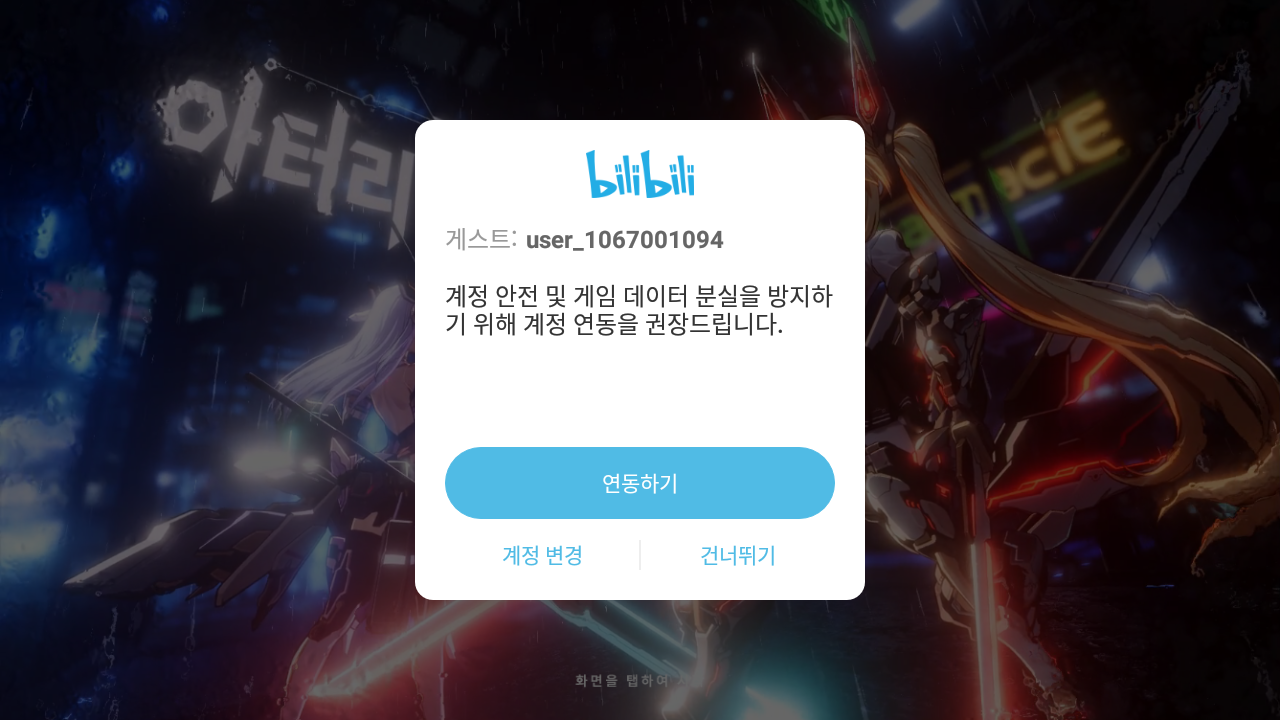 아터리
bilibili
게스트: user_1067001094
계정 안전 및 게임 데이터 분실을 방지하
기 위해 계정 연동을 권장드립니다.
연동하기
계정 변경
건너뛰기
화면을 탭하여